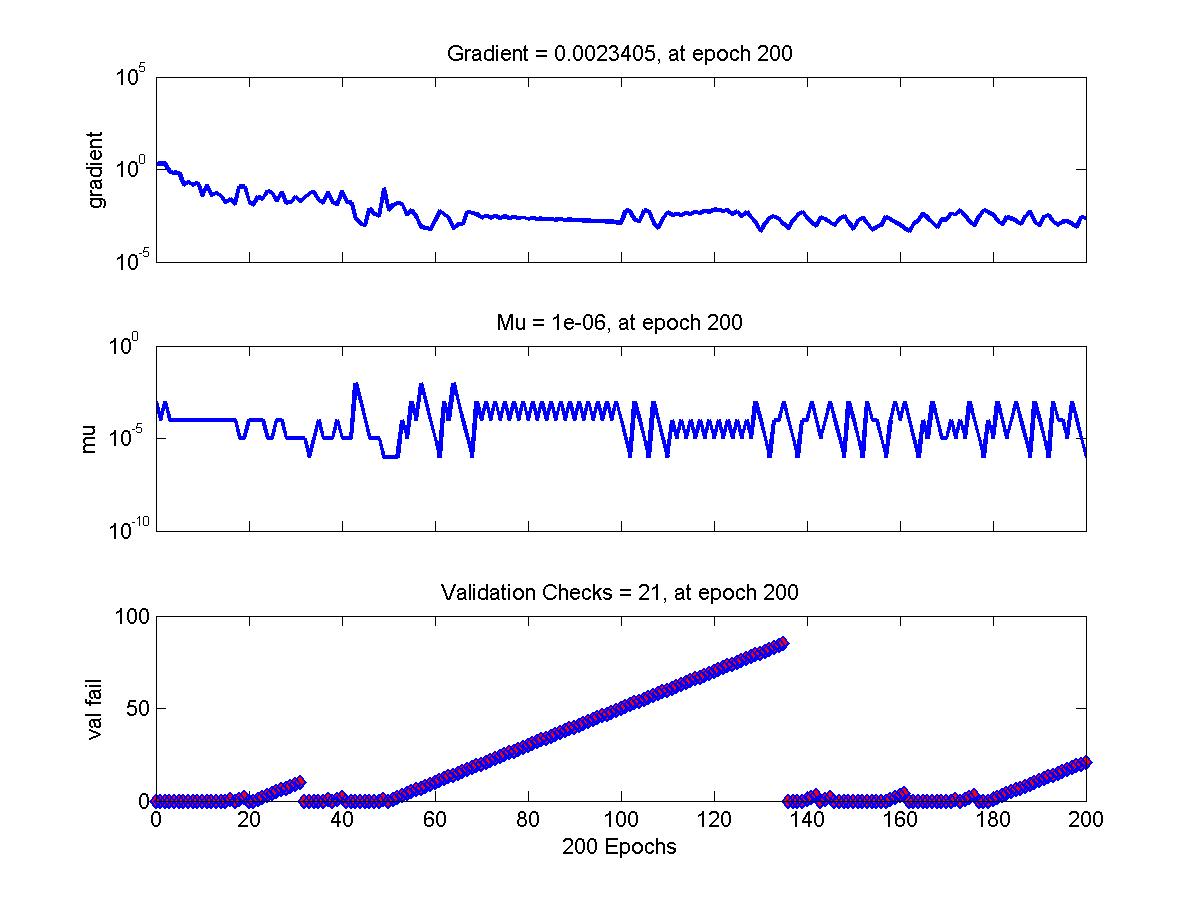 Gradient = 0.0023405, at epoch 200
10^5
10^0
10^-5
gradient
Mu = 1e-06, at epoch 200
10^0
10^-5
10^-10
mu
Validation Checks = 21, at epoch 200
100
50
0
val fail
0 20 40 60 80 100 120 140 160 180 200
200 Epochs